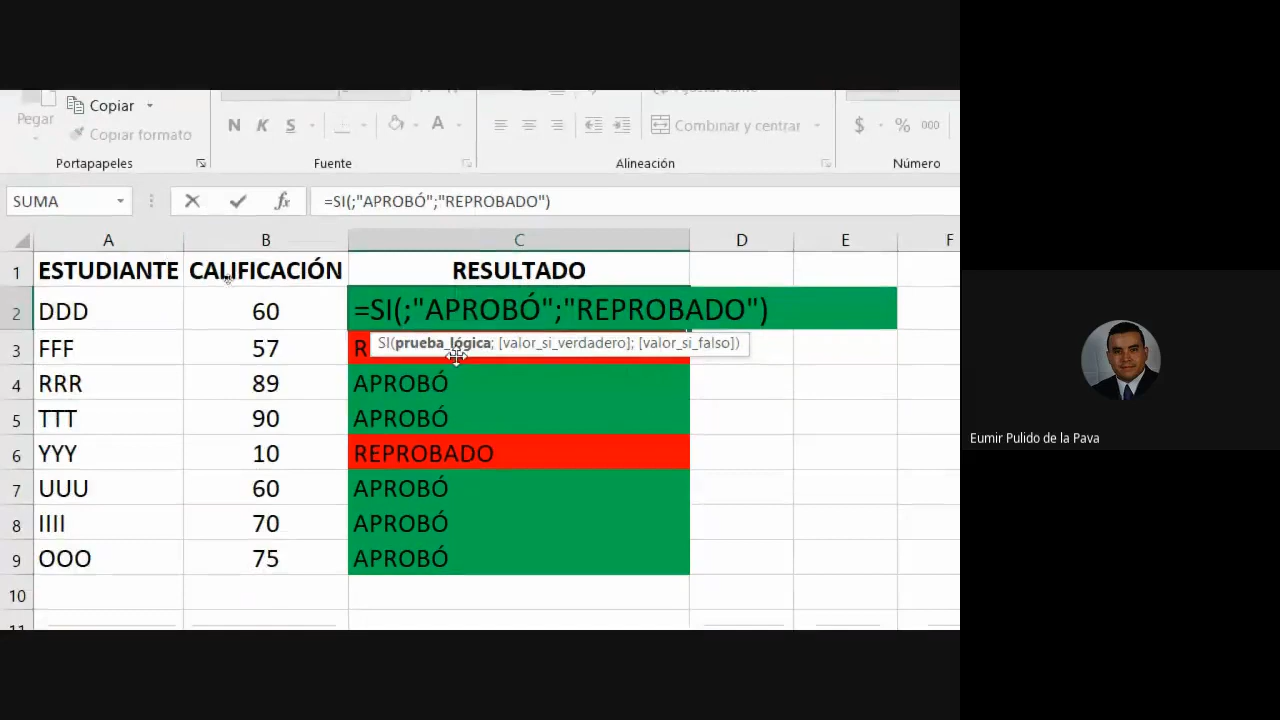 Pegar
Copiar
Copiar formato
N K S A
Combinar y centrar
$ % 000
Portapapeles Fuente Alineación Número
SUMA fx =SI(;"APROBÓ";"REPROBADO")
A B C D E F
1 ESTUDIANTE CALIFICACIÓN RESULTADO
2 DDD 60 =SI(;"APROBÓ";"REPROBADO")
SI(prueba_lógica; [valor_si_verdadero]; [valor_si_falso])
3 FFF 57 R
4 RRR 89 APROBÓ
5 TTT 90 APROBÓ
6 YYY 10 REPROBADO
7 UUU 60 APROBÓ
8 IIII 70 APROBÓ
9 OOO 75 APROBÓ
10
11
Eumir Pulido de la Pava